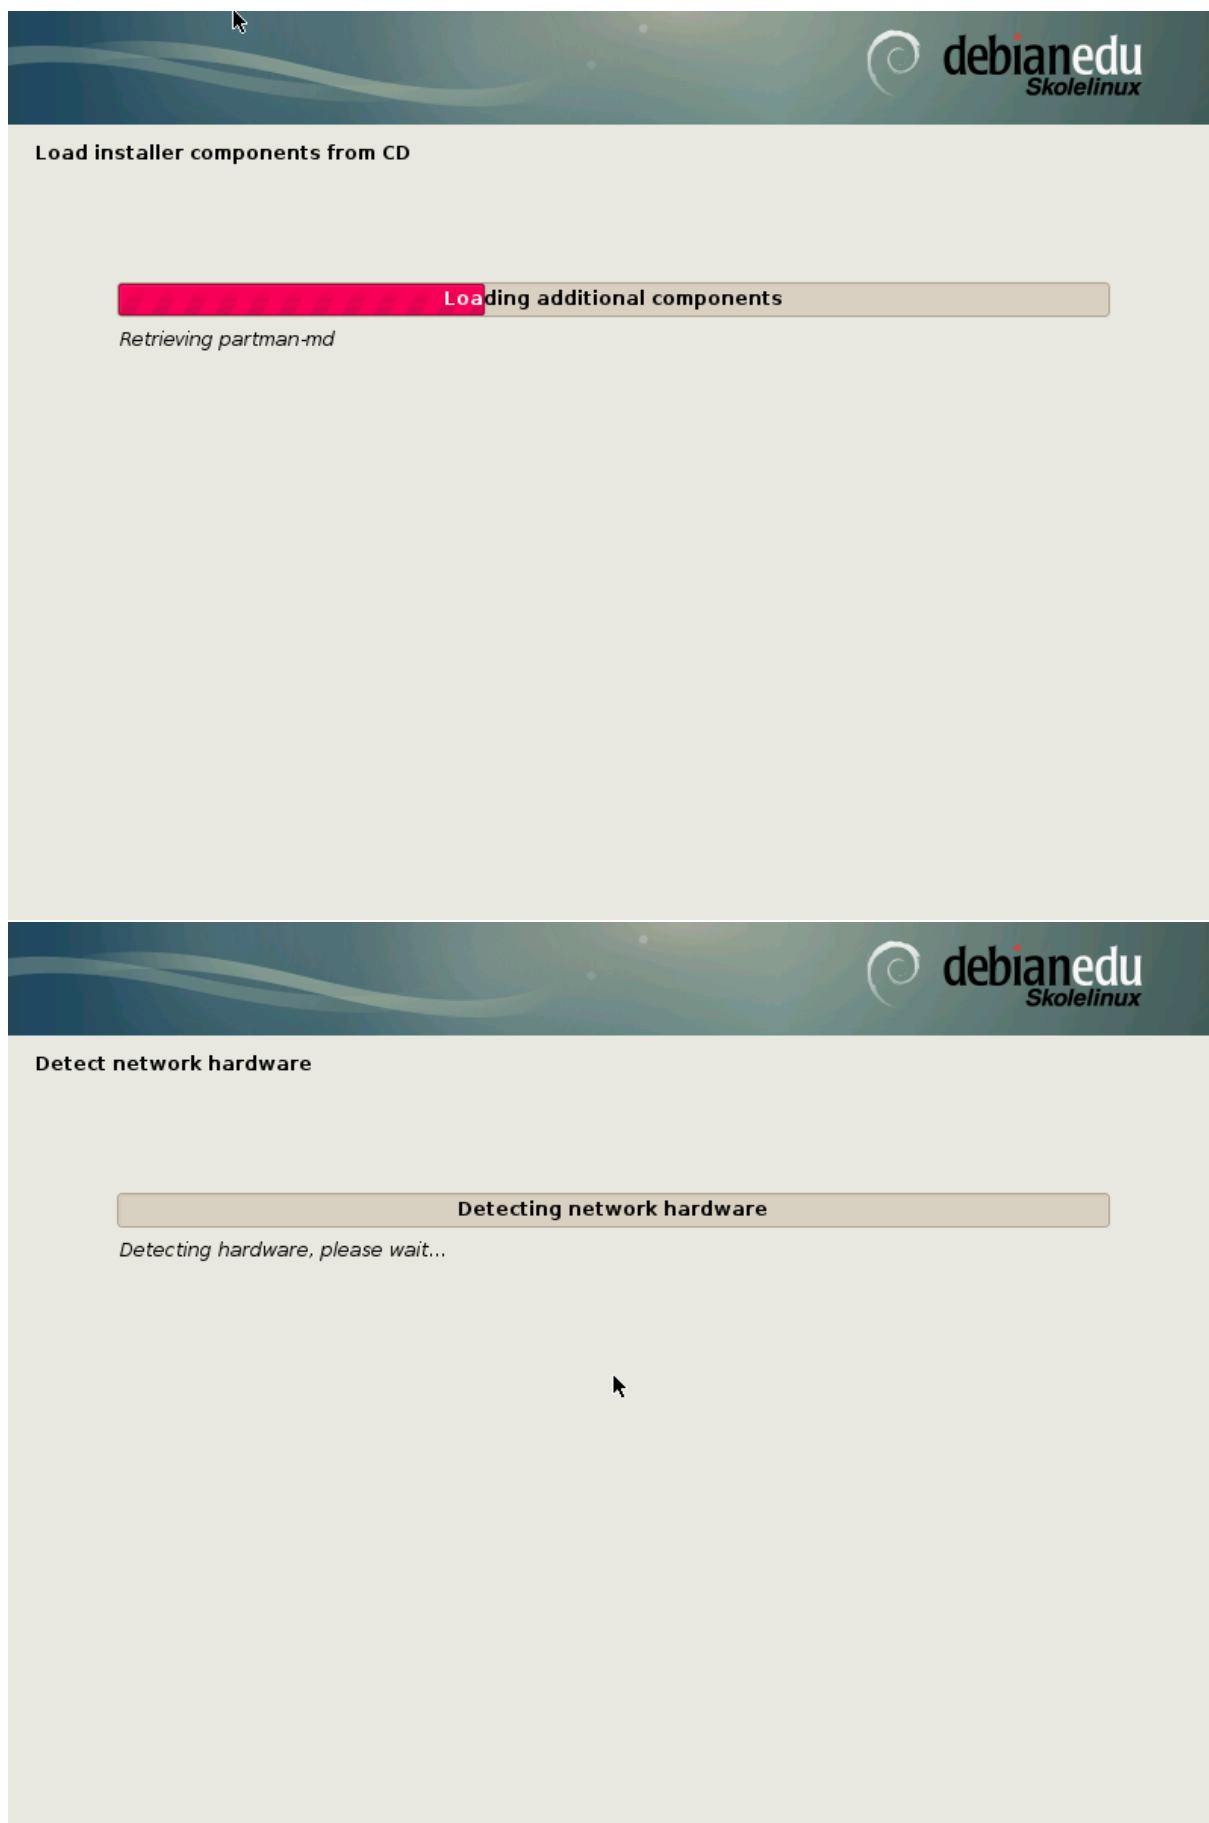 debianedu
Skolelinux
Load installer components from CD
Loading additional components
Retrieving partman-md
debianedu
Skolelinux
Detect network hardware
Detecting network hardware
Detecting hardware, please wait...